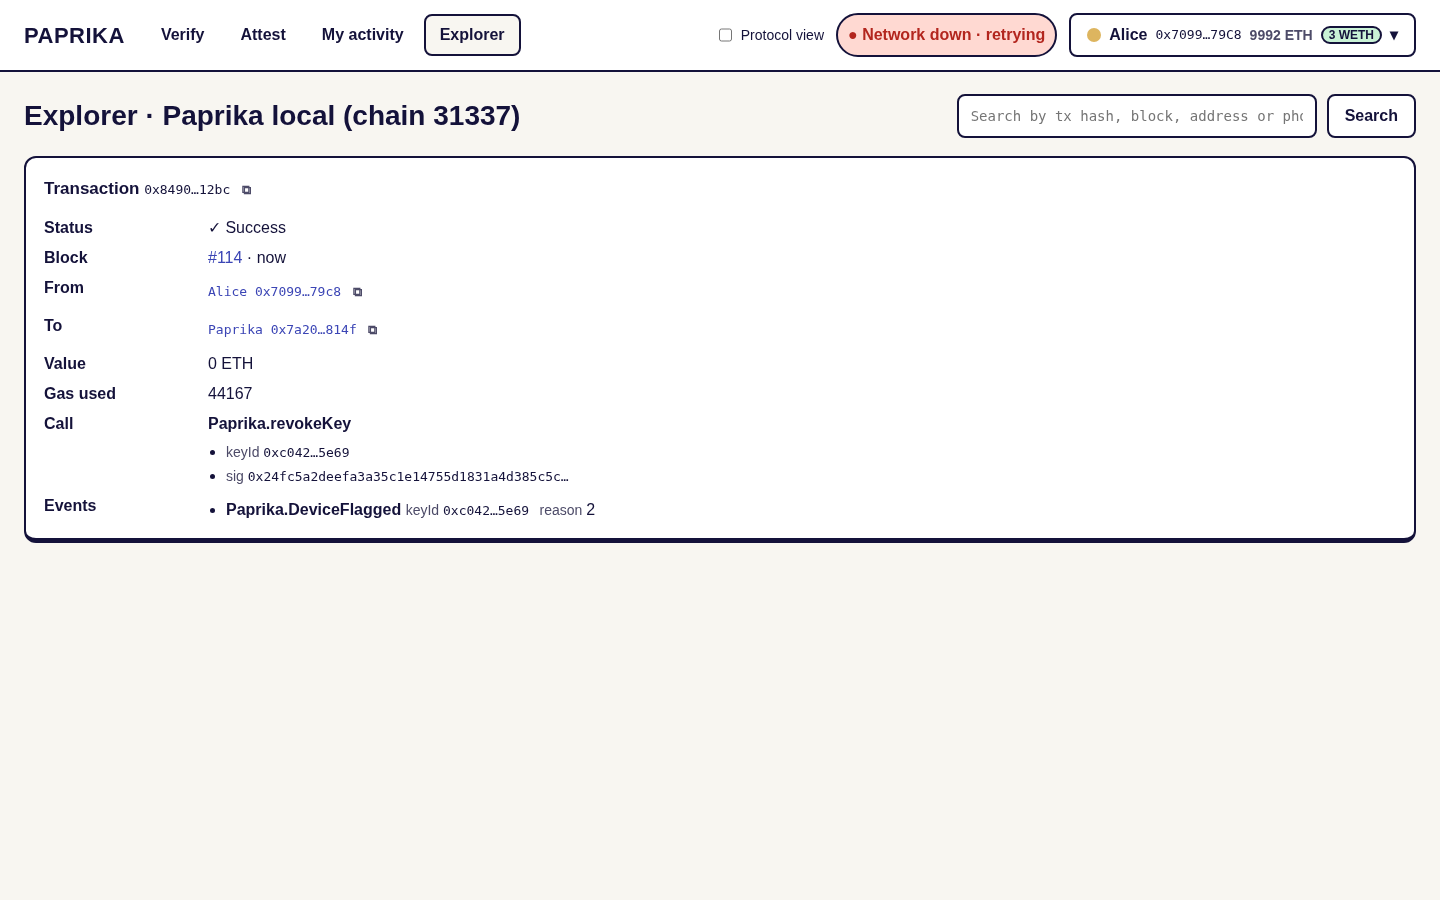 PAPRIKA Verify Attest My activity Explorer Protocol view ● Network down · retrying Alice 0x7099…79C8 9992 ETH 3 WETH ▾
Explorer · Paprika local (chain 31337) Search by tx hash, block, address or pho Search
Transaction 0x8490…12bc ⧉
Status ✓ Success
Block #114 · now
From Alice 0x7099…79c8 ⧉
To Paprika 0x7a20…814f ⧉
Value 0 ETH
Gas used 44167
Call Paprika.revokeKey
• keyId 0xc042…5e69
• sig 0x24fc5a2deefa3a35c1e14755d1831a4d385c5c…
Events • Paprika.DeviceFlagged keyId 0xc042…5e69 reason 2